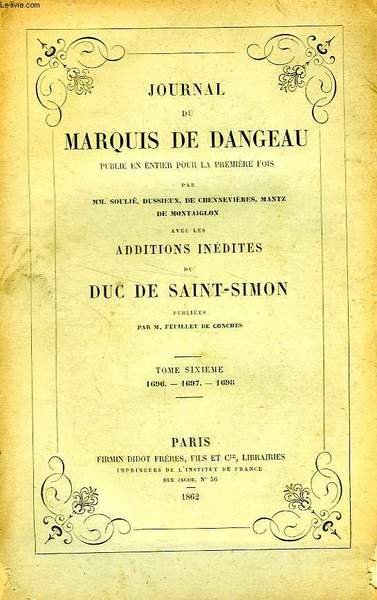 Le-livre.com
JOURNAL
DU
MARQUIS DE DANGEAU
PUBLIÉ EN ENTIER POUR LA PREMIÈRE FOIS
PAR
MM. SOULIÉ, DUSSIEUX, DE CHENNEVIÈRES, MANTZ
DE MONTAIGLON
AVEC LES
ADDITIONS INÉDITES
DU
DUC DE SAINT-SIMON
PUBLIÉES
PAR M. FEUILLET DE CONCHES
TOME SIXIÈME
1696. — 1697. — 1698
PARIS
FIRMIN DIDOT FRÈRES, FILS ET Cie, LIBRAIRIES
IMPRIMEURS DE L'INSTITUT DE FRANCE
RUE JACOB, N° 56
1862